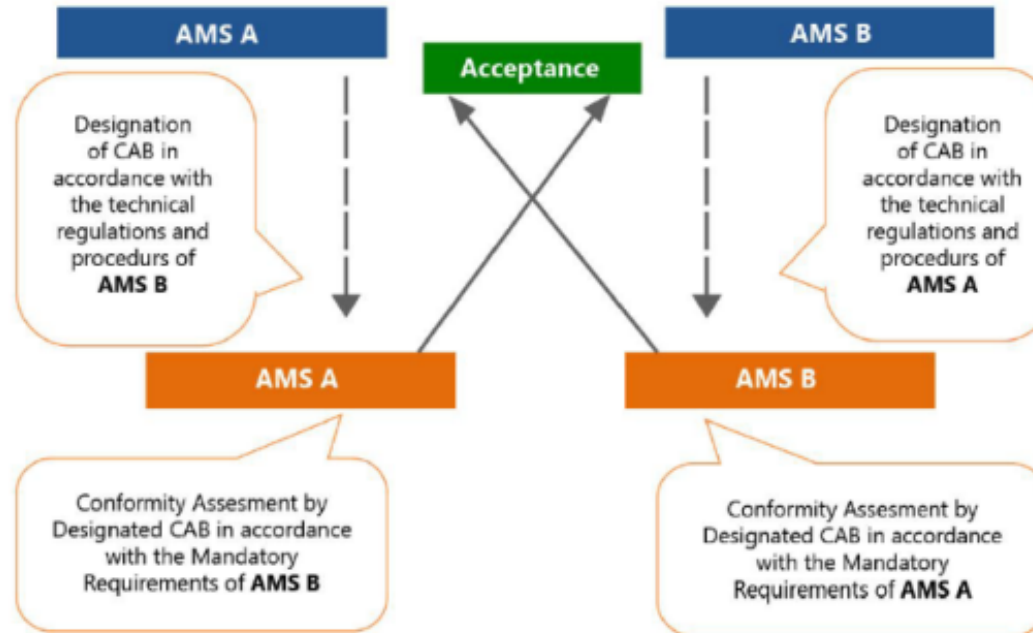 AMS A
AMS B
Acceptance
Designation
of CAB in
accordance with
the technical
regulations and
procedurs of
AMS B
Designation
of CAB in
accordance with
the technical
regulations and
procedurs of
AMS A
AMS A
AMS B
Conformity Assesment by
Designated CAB in accordance
with the Mandatory
Requirements of AMS B
Conformity Assesment by
Designated CAB in accordance
with the Mandatory
Requirements of AMS A